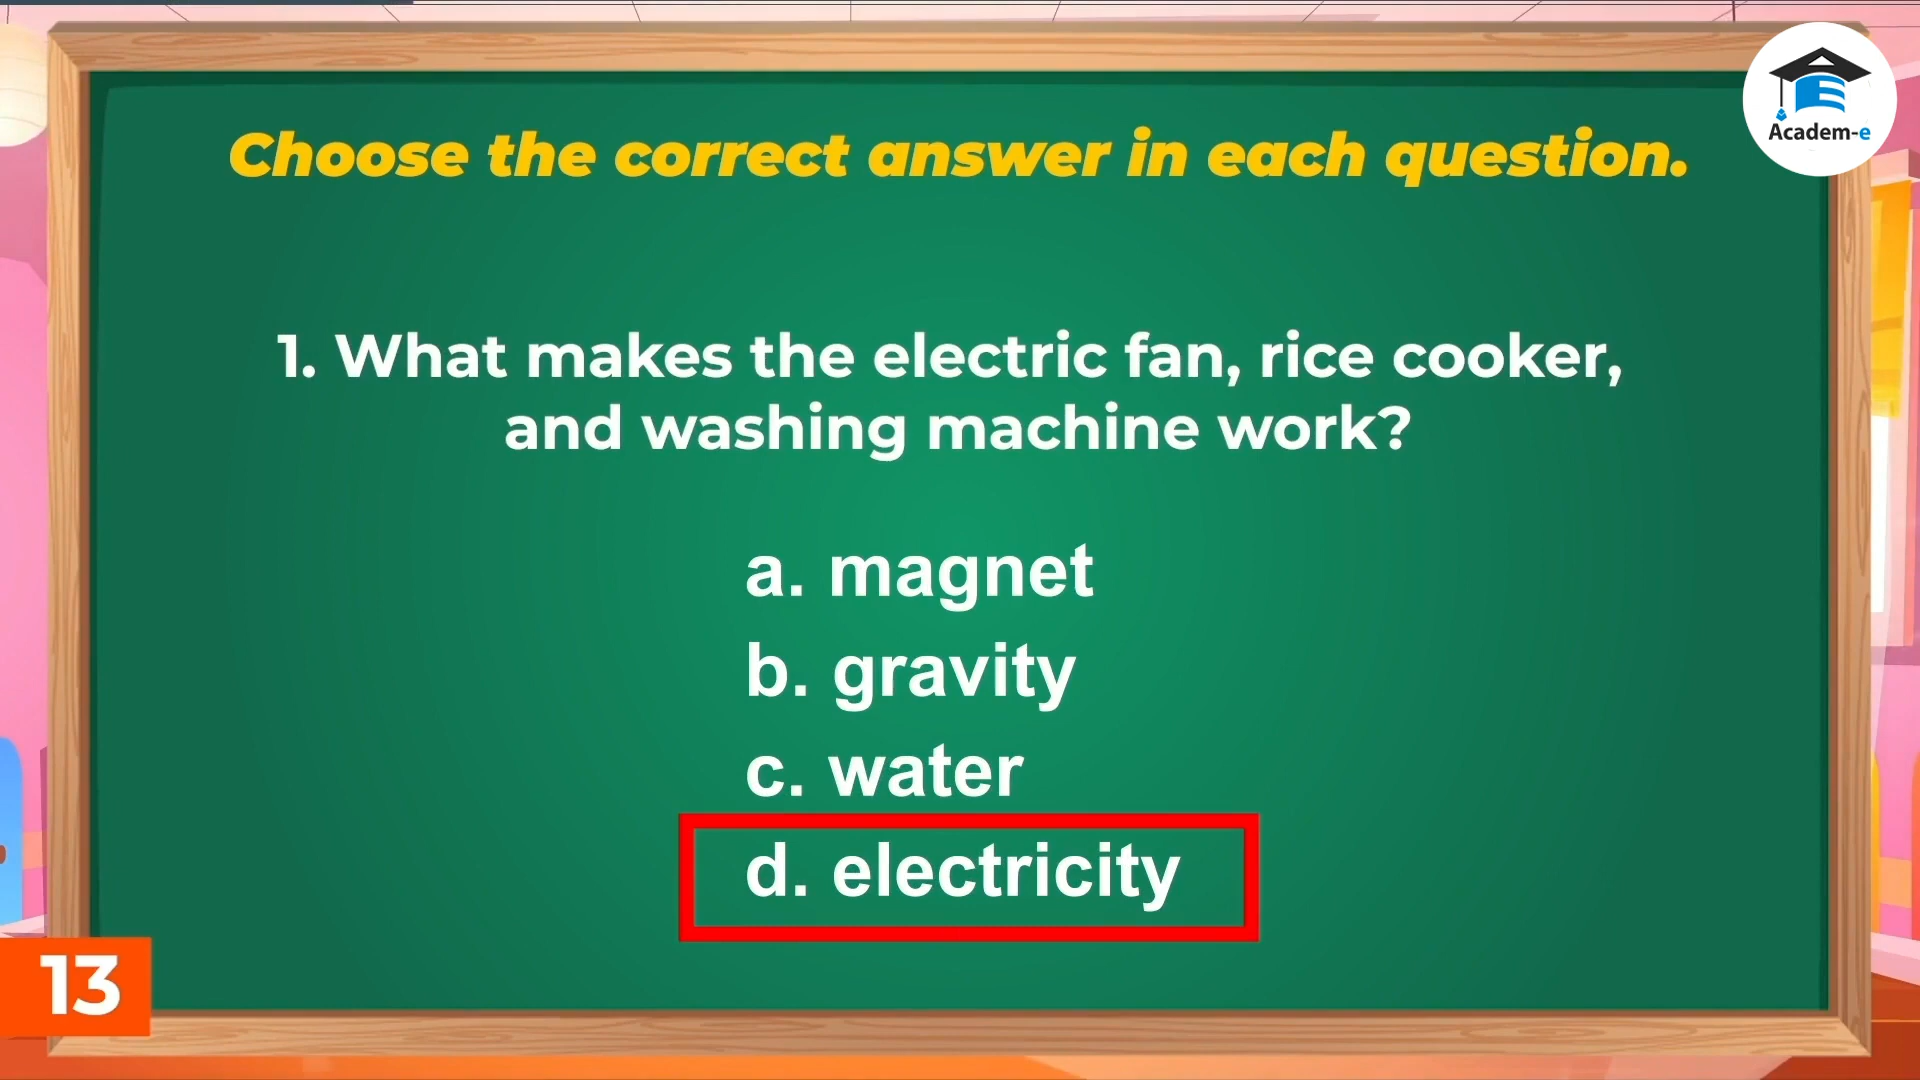 Academ-e
Choose the correct answer in each question.
1. What makes the electric fan, rice cooker,
and washing machine work?
a. magnet
b. gravity
c. water
d. electricity
13